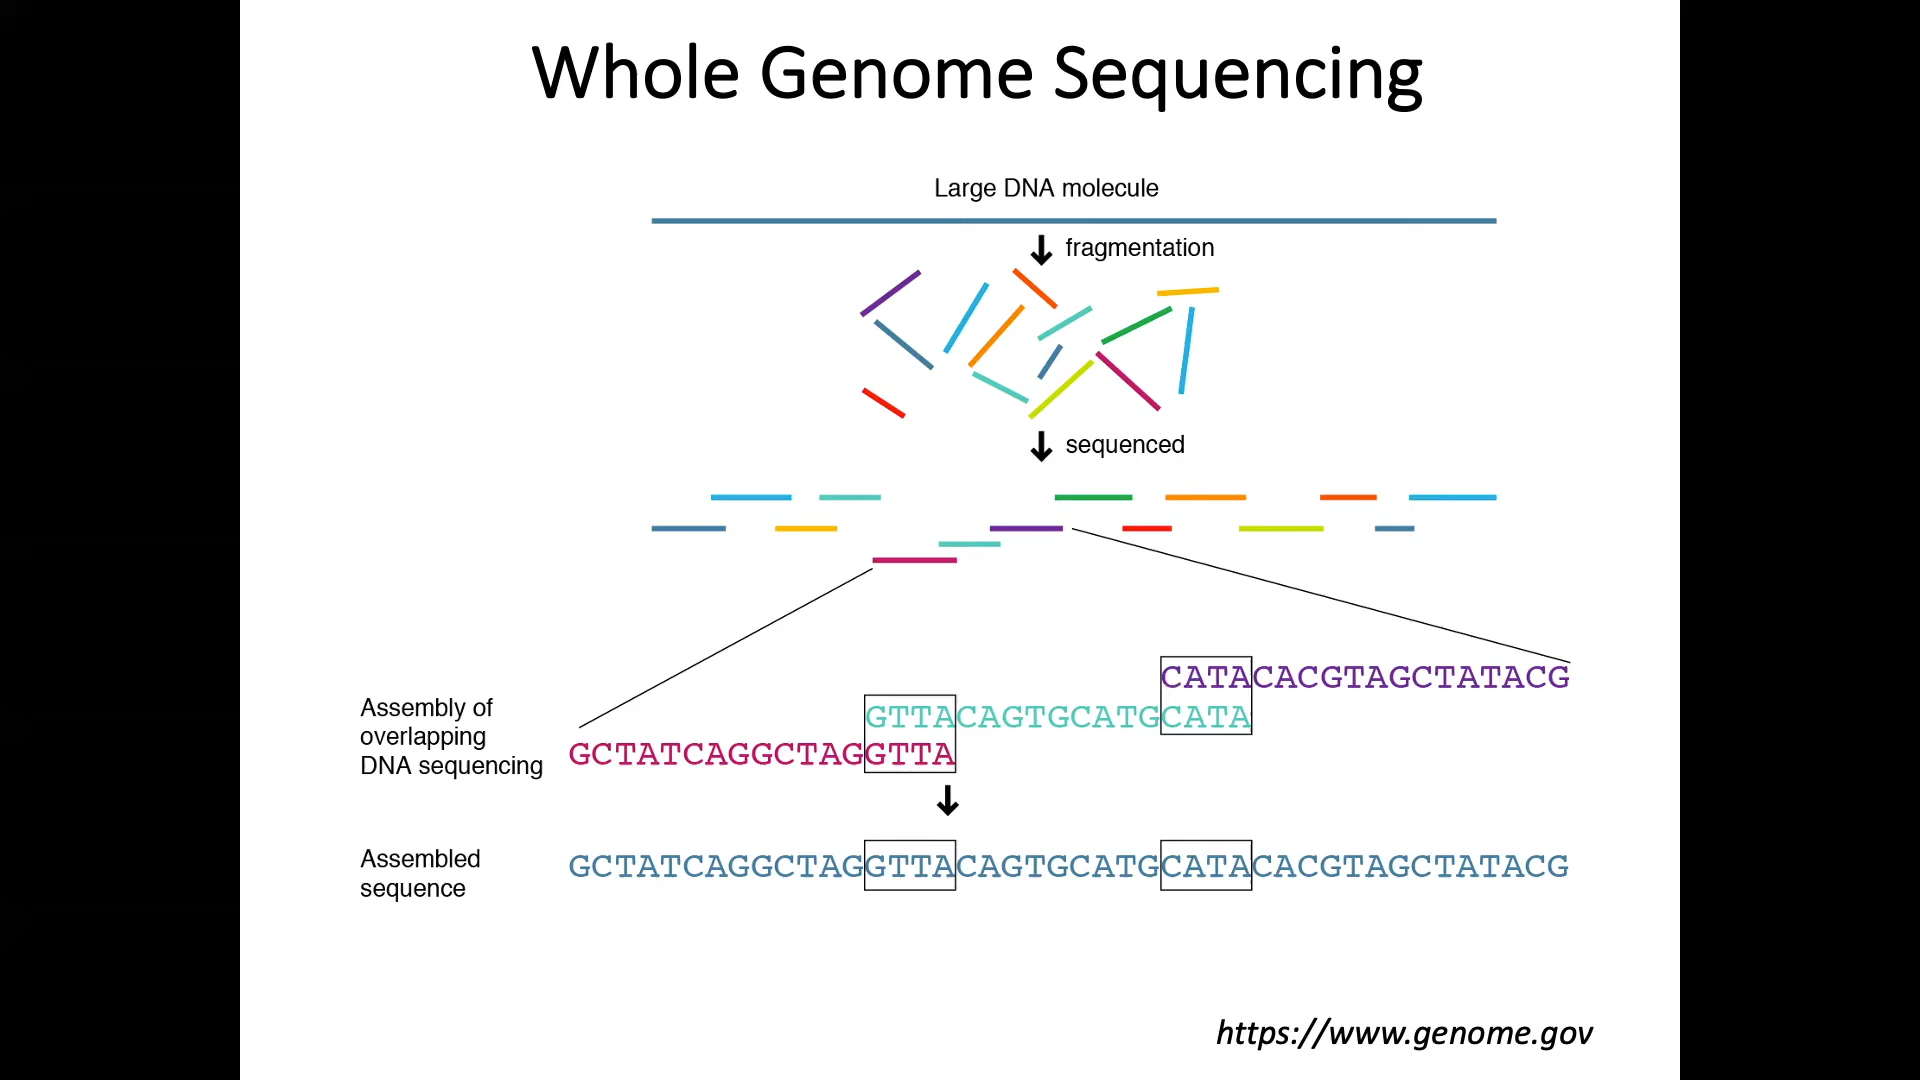 Whole Genome Sequencing
Large DNA molecule
fragmentation
sequenced
CATACACGTAGCTATACG
GTTACAGTGCATGCATA
GCTATCAGGCTAGGTTA
Assembly of
overlapping
DNA sequencing
GCTATCAGGCTAGGTTACAGTGCATGCATACACGTAGCTATACG
Assembled
sequence
https://www.genome.gov